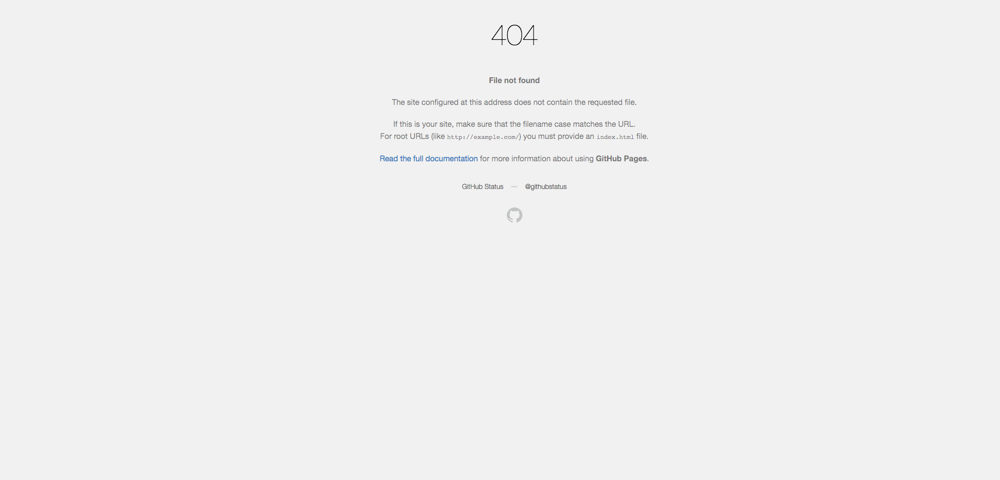 404
File not found
The site configured at this address does not contain the requested file.
If this is your site, make sure that the filename case matches the URL.
For root URLs (like http://example.com/) you must provide an index.html file.
Read the full documentation for more information about using GitHub Pages.
GitHub Status — @githubstatus